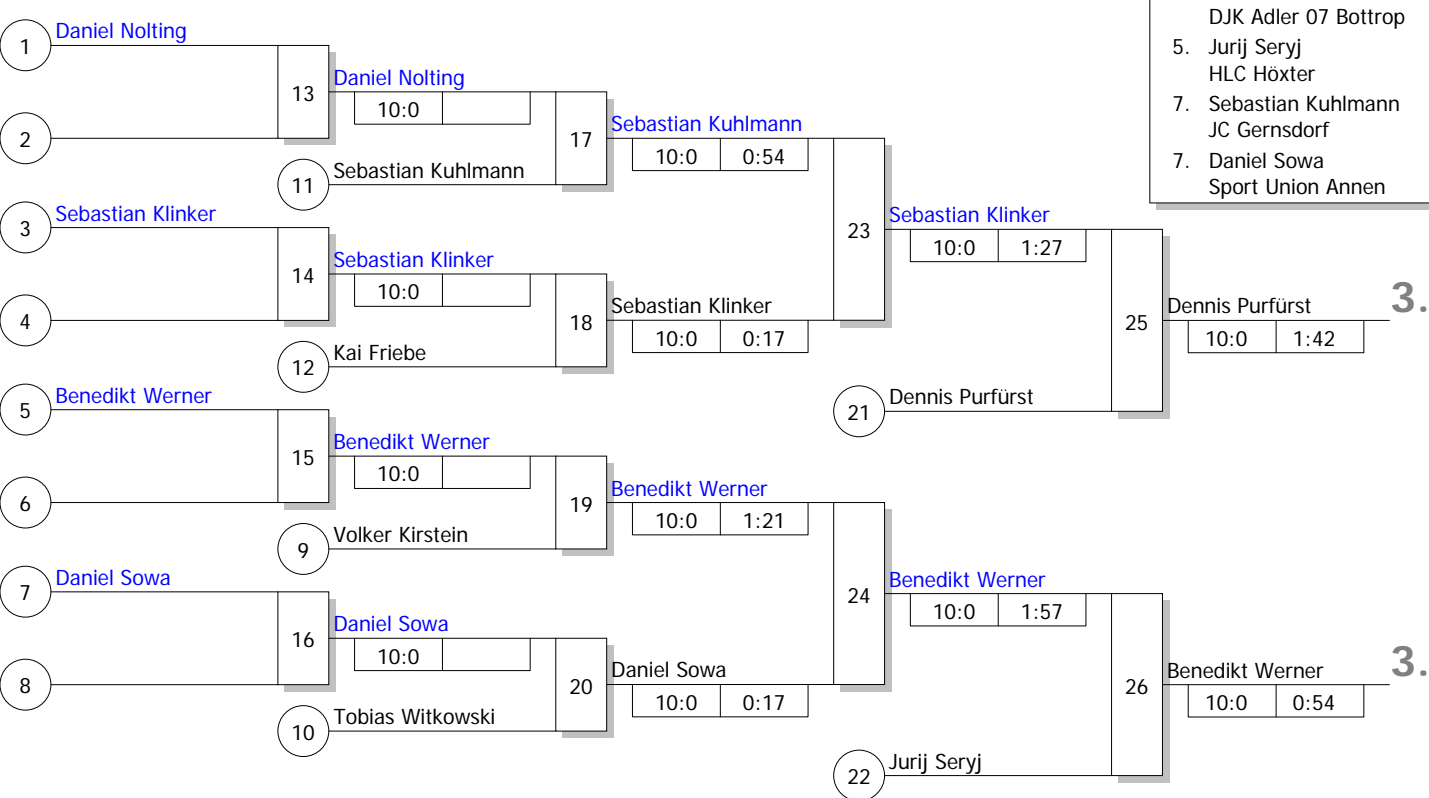 DJK Adler 07 Bottrop
5. Jurij Seryj
HLC Höxter
7. Sebastian Kuhlmann
JC Gernsdorf
7. Daniel Sowa
Sport Union Annen
1 Daniel Nolting
13 Daniel Nolting
10:0
2
17 Sebastian Kuhlmann
10:0 0:54
11 Sebastian Kuhlmann
3 Sebastian Klinker
23 Sebastian Klinker
10:0 1:27
14 Sebastian Klinker
10:0
4
18 Sebastian Klinker
10:0 0:17
12 Kai Friebe
25 Dennis Purfürst 3.
10:0 1:42
5 Benedikt Werner
21 Dennis Purfürst
15 Benedikt Werner
10:0
6
19 Benedikt Werner
10:0 1:21
9 Volker Kirstein
7 Daniel Sowa
24 Benedikt Werner
10:0 1:57
16 Daniel Sowa
10:0
8
20 Daniel Sowa
10:0 0:17
10 Tobias Witkowski
26 Benedikt Werner 3.
10:0 0:54
22 Jurij Seryj